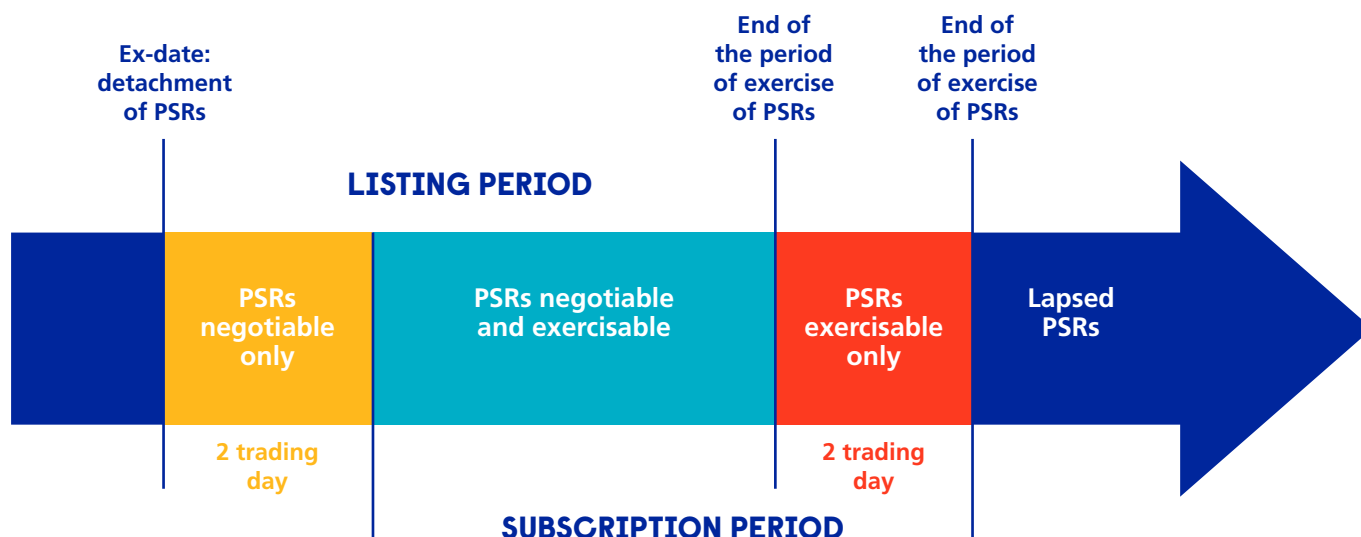 Ex-date:
detachment
of PSRs
End of
the period
of exercise
of PSRs
End of
the period
of exercise
of PSRs
LISTING PERIOD
PSRs
negotiable
only
PSRs negotiable
and exercisable
PSRs
exercisable
only
Lapsed
PSRs
2 trading
day
2 trading
day
SUBSCRIPTION PERIOD